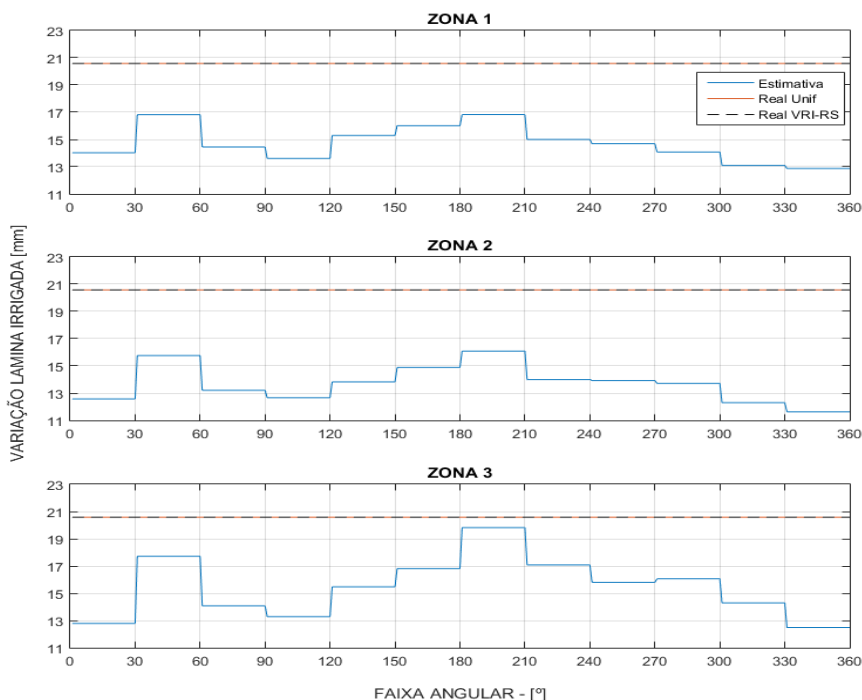 ZONA 1
23
21
19
17
15
13
11
0 30 60 90 120 150 180 210 240 270 300 330 360
Estimativa
Real Unif
Real VRI-RS
VARIAÇÃO LAMINA IRRIGADA [mm]
ZONA 2
23
21
19
17
15
13
11
0 30 60 90 120 150 180 210 240 270 300 330 360
ZONA 3
23
21
19
17
15
13
11
0 30 60 90 120 150 180 210 240 270 300 330 360
FAIXA ANGULAR - [º]